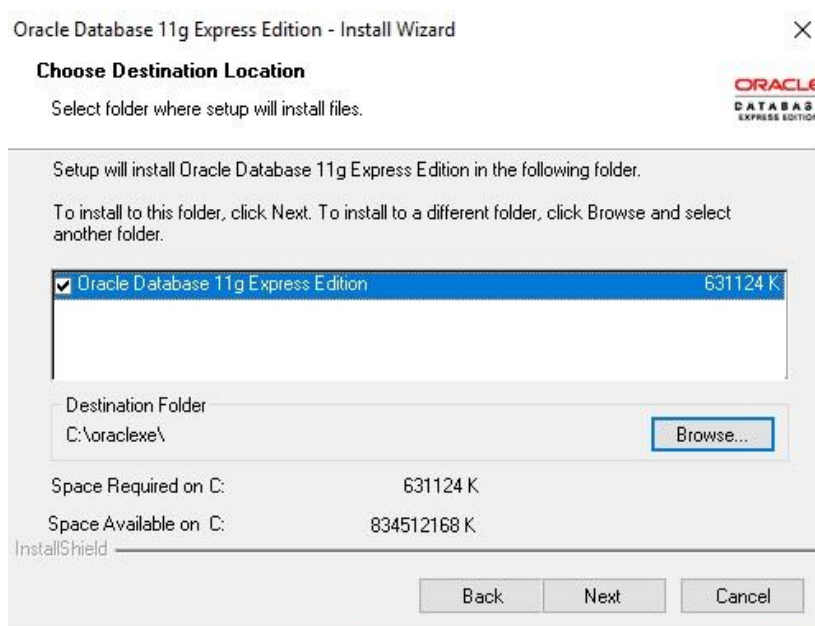 Oracle Database 11g Express Edition - Install Wizard
Choose Destination Location
Select folder where setup will install files.
ORACLE
DATABASE
EXPRESS EDITION
Setup will install Oracle Database 11g Express Edition in the following folder.
To install to this folder, click Next. To install to a different folder, click Browse and select
another folder.
Oracle Database 11g Express Edition 631124 K
Destination Folder
C:\oraclexe\
Browse...
Space Required on C: 631124 K
Space Available on C: 834512168 K
InstallShield
Back Next Cancel